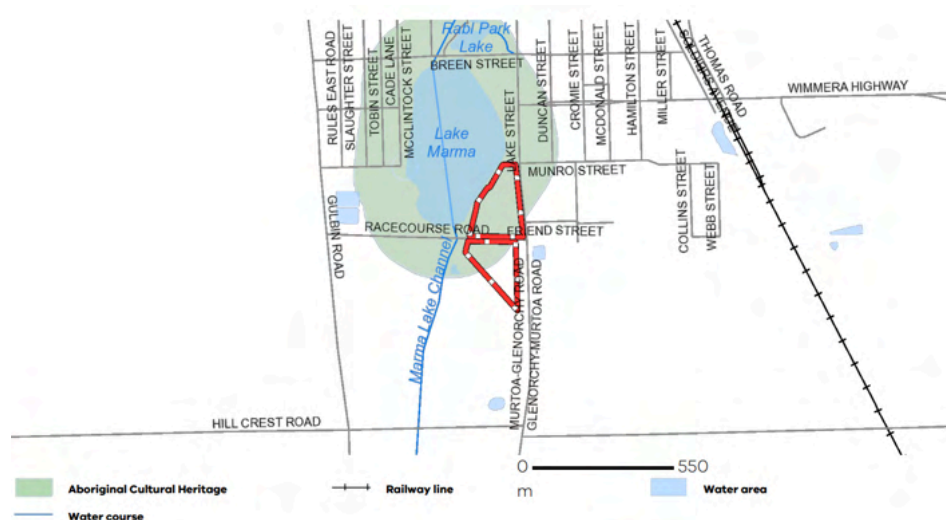 Rabl Park
Lake
BREEN STREET
RULES EAST ROAD
SLAUGHTER STREET
TOBIN STREET
CADE LANE
MCCLINTOCK STREET
LAKE STREET
DUNCAN STREET
CROMIE STREET
MCDONALD STREET
HAMILTON STREET
MILLER STREET
THOMAS ROAD
WIMMERA HIGHWAY
Lake
Marma
MUNRO STREET
COLLINS STREET
WEBB STREET
GULBIN ROAD
RACECOURSE ROAD
FRIEND STREET
Marma Lake Channel
MURTOA-GLENORCHY ROAD
GLENORCHY-MURTOA ROAD
HILL CREST ROAD
0
550
m
Aboriginal Cultural Heritage
Railway line
Water area
Water course